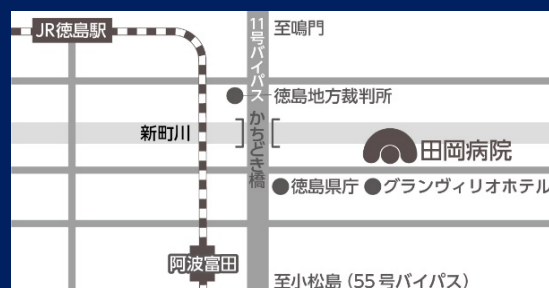 JR徳島駅
11号バイパス
至鳴門
徳島地方裁判所
新町川
かちどき橋
田岡病院
徳島県庁
グランヴィリオホテル
阿波富田
至小松島(55号バイパス)